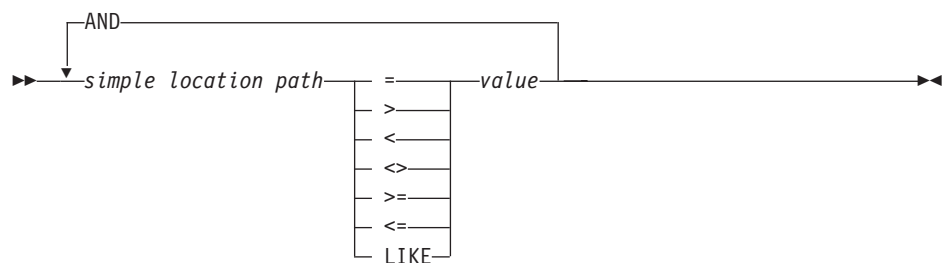 AND
simple location path = value
>
<
<>
>=
<=
LIKE